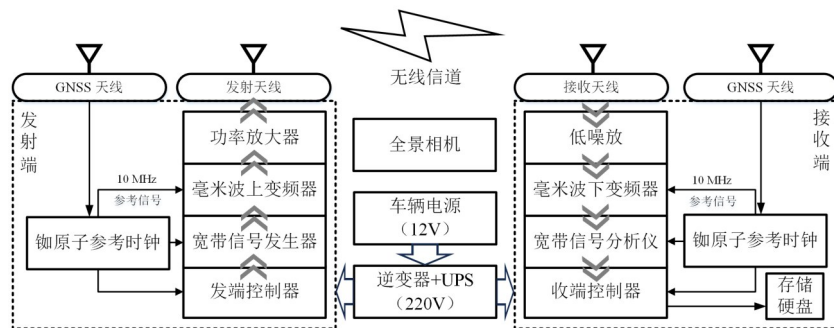 GNSS 天线
发射天线
无线信道
接收天线
GNSS 天线
发射端
功率放大器
全景相机
低噪放
接收端
10 MHz
参考信号
毫米波上变频器
车辆电源
（12V）
毫米波下变频器
10 MHz
参考信号
铷原子参考时钟
宽带信号发生器
宽带信号分析仪
铷原子参考时钟
发端控制器
逆变器+UPS
（220V）
收端控制器
存储
硬盘